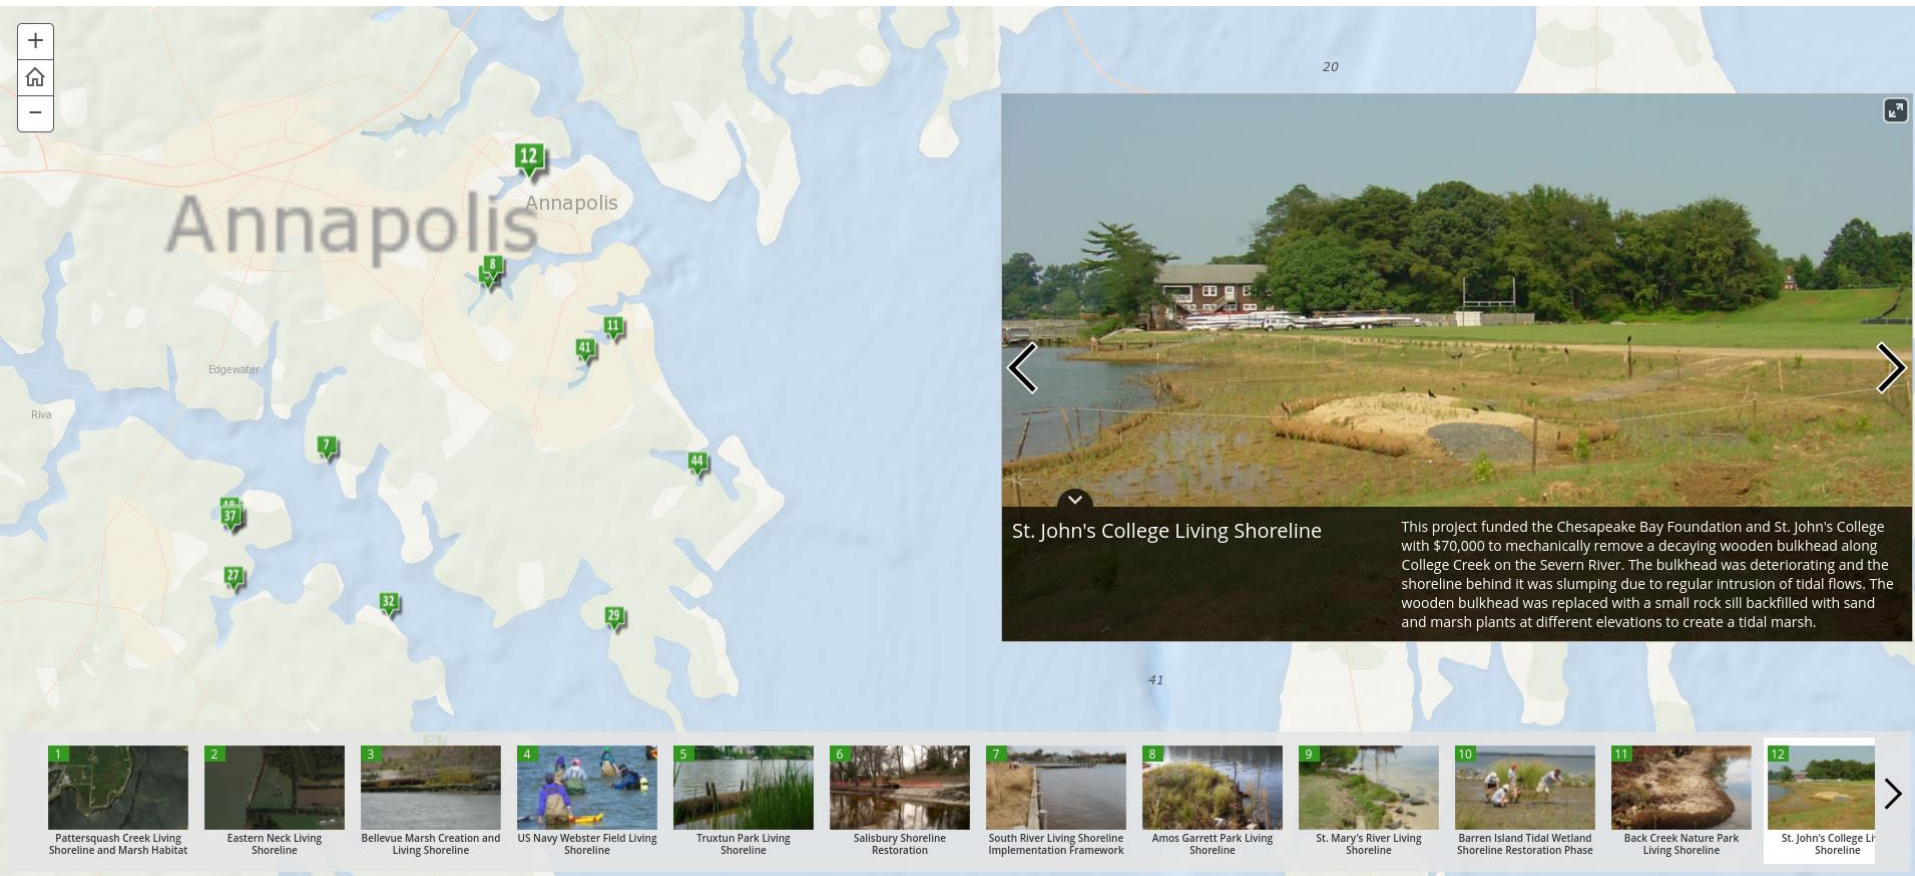 +
−
20
12
Annapolis
Annapolis
8
11
41
Edgewater
Riva
7
44
37
27
32
29
St. John's College Living Shoreline
This project funded the Chesapeake Bay Foundation and St. John's College
with $70,000 to mechanically remove a decaying wooden bulkhead along
College Creek on the Severn River. The bulkhead was deteriorating and the
shoreline behind it was slumping due to regular intrusion of tidal flows. The
wooden bulkhead was replaced with a small rock sill backfilled with sand
and marsh plants at different elevations to create a tidal marsh.
41
1
Pattersquash Creek Living
Shoreline and Marsh Habitat
2
Eastern Neck Living
Shoreline
3
Bellevue Marsh Creation and
Living Shoreline
4
US Navy Webster Field Living
Shoreline
5
Truxtun Park Living
Shoreline
6
Salisbury Shoreline
Restoration
7
South River Living Shoreline
Implementation Framework
8
Amos Garrett Park Living
Shoreline
9
St. Mary's River Living
Shoreline
10
Barren Island Tidal Wetland
Shoreline Restoration Phase
11
Back Creek Nature Park
Living Shoreline
12
St. John's College Li
Shoreline